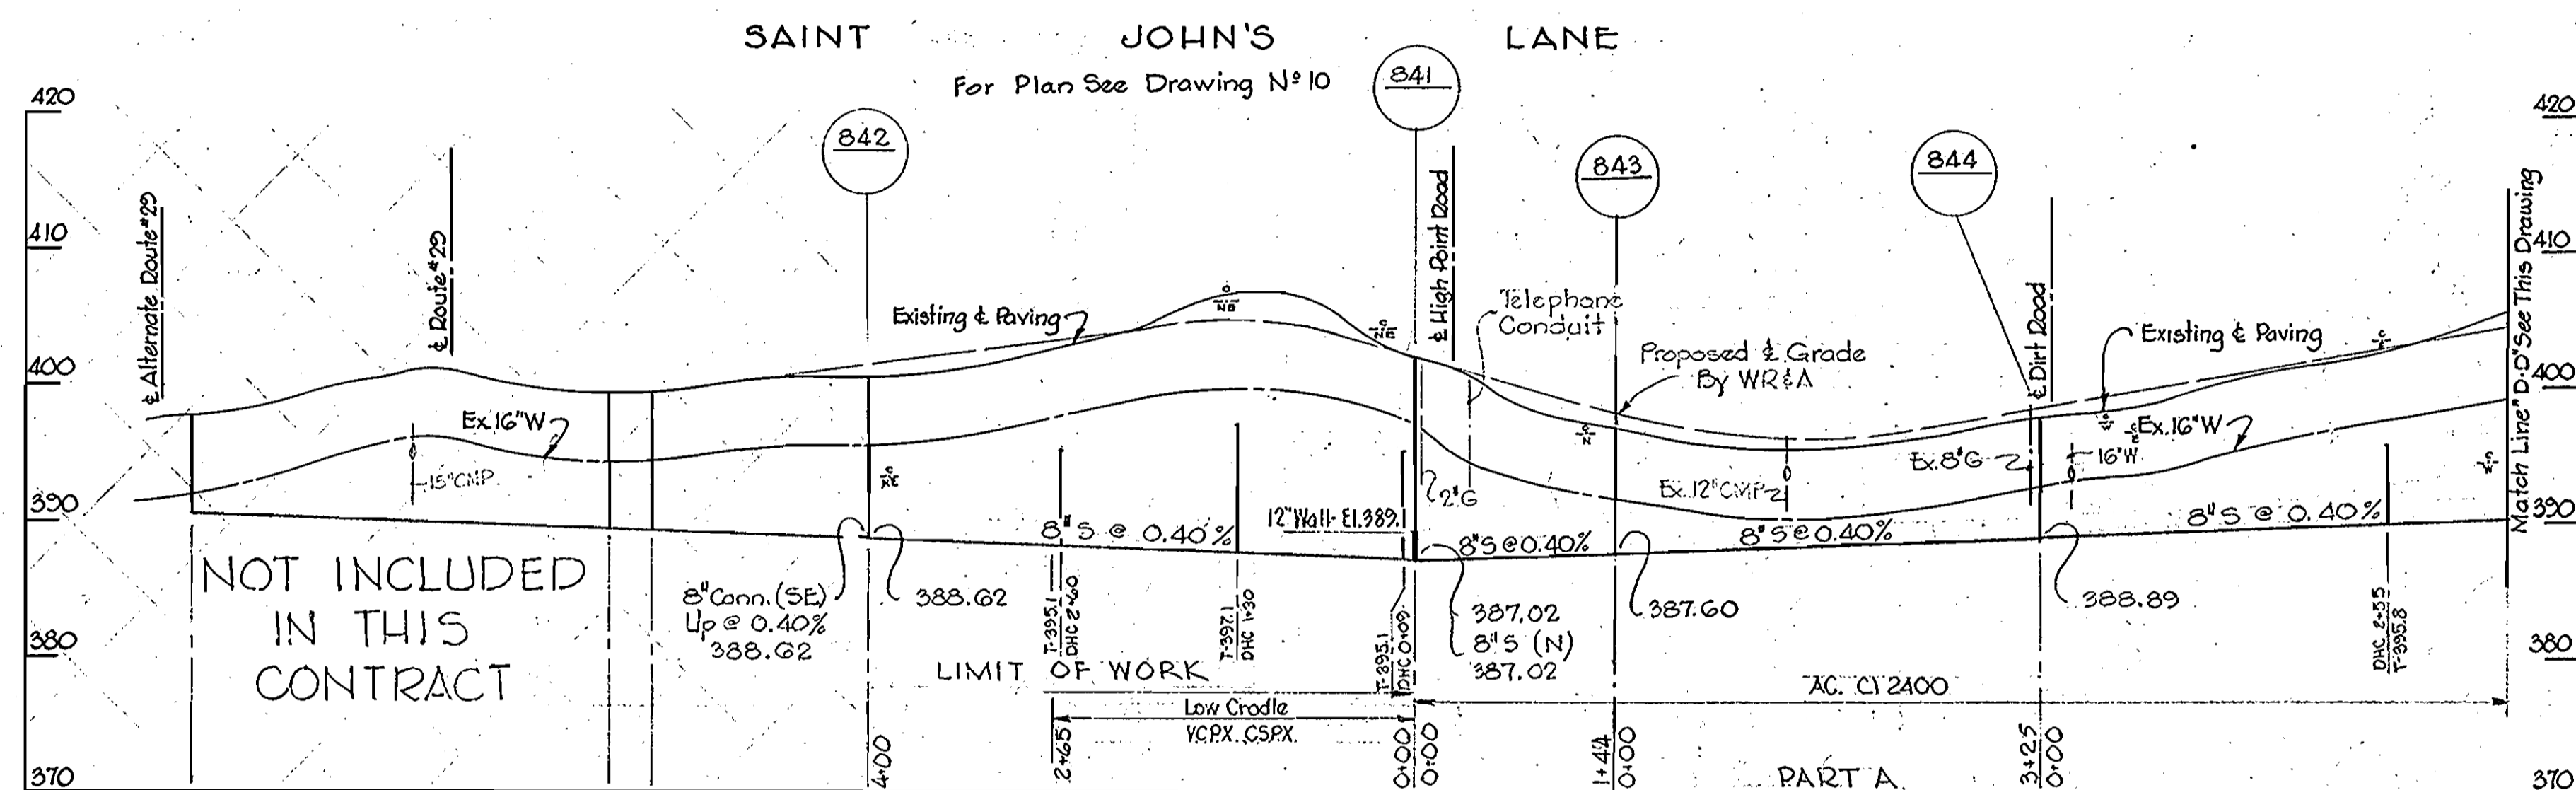 SAINT JOHN'S LANE
For Plan See Drawing Nº 10
842
841
843
844
420
410
400
390
380
370
420
410
400
390
380
370
℄ Alternate Route #29
℄ Route #29
Existing ℄ Paving
℄ High Point Road
Telephone
Conduit
Proposed ℄ Grade
By WR&A
℄ Dirt Road
Existing ℄ Paving
Match Line "D-D" See This Drawing
Ex. 16"W
15"CMP
2"G
Ex. 12"CMP
Ex. 8"G
16"W
Ex. 16"W
12" Wall - El. 389.1
8" S @ 0.40%
8"S @ 0.40%
8"S @ 0.40%
8" S @ 0.40%
NOT INCLUDED
IN THIS
CONTRACT
8" Conn. (SE)
Up @ 0.40%
388.62
388.62
T-395.1
DHC 2+60
T-397.1
DHC 1+30
T-395.1
DHC 0+09
387.02
8" S (N)
387.02
387.60
388.89
DHC 2+55
T-395.8
LIMIT OF WORK
Low Cradle
V.C.P.X. C.S.P.X.
AC. Cl 2400
4+00
2+65
0+00
0+00
1+44
0+00
3+25
0+00
PART A